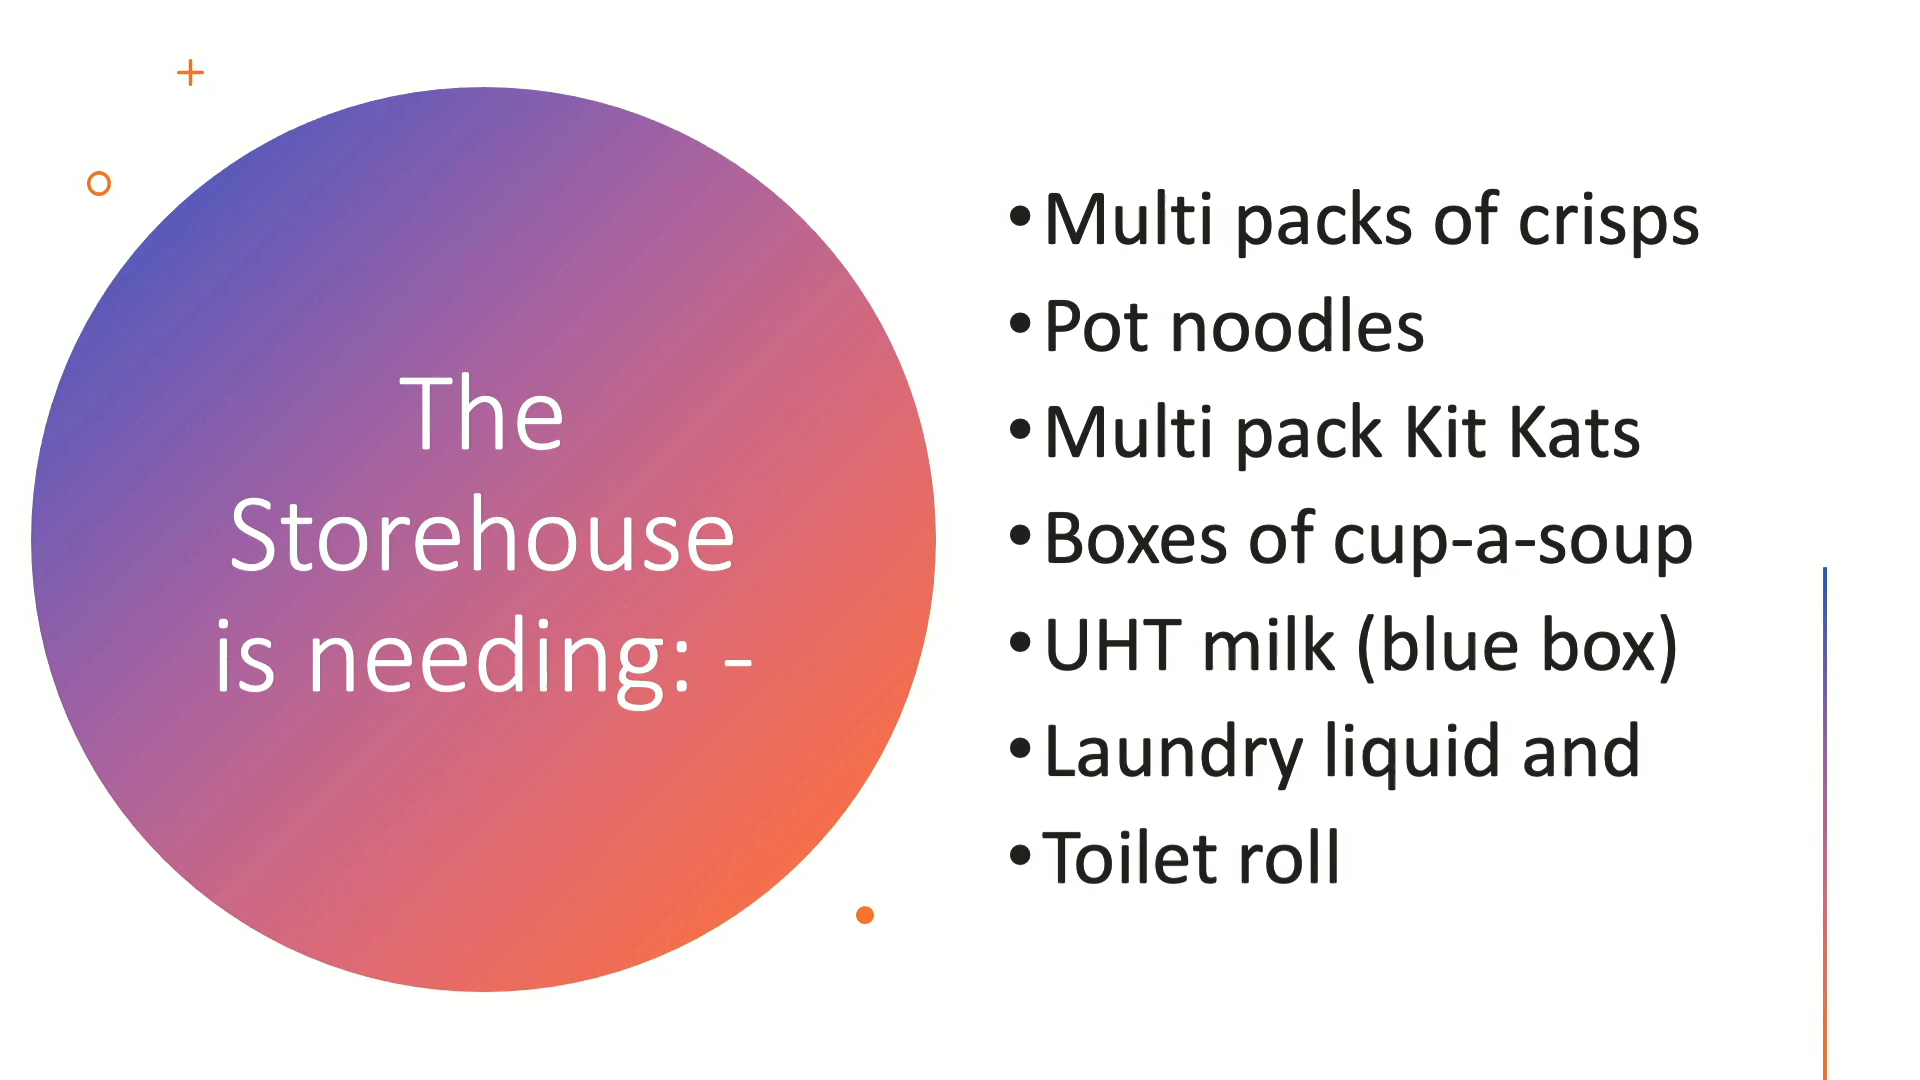 The
Storehouse
is needing: -
•Multi packs of crisps
•Pot noodles
•Multi pack Kit Kats
•Boxes of cup-a-soup
•UHT milk (blue box)
•Laundry liquid and
•Toilet roll